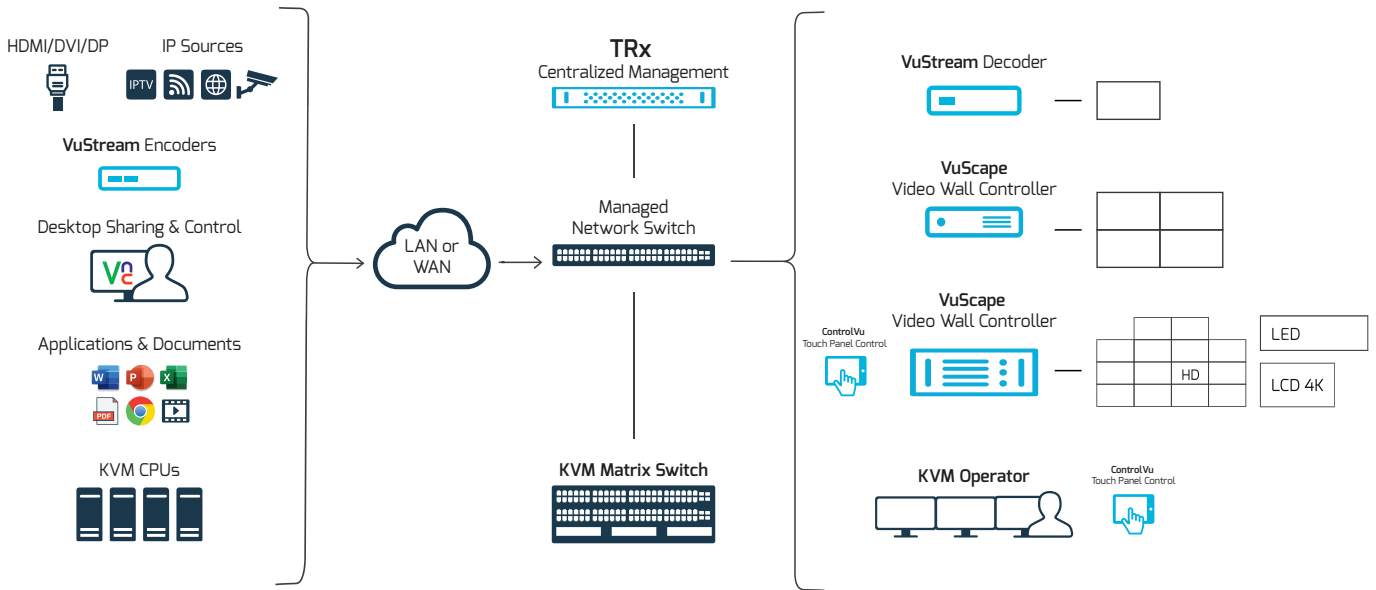 HDMI/DVI/DP
IP Sources
IPTV
VuStream Encoders
Desktop Sharing & Control
Vnc
Applications & Documents
W
P
X
PDF
KVM CPUs
LAN or
WAN
TRx
Centralized Management
Managed
Network Switch
KVM Matrix Switch
VuStream Decoder
VuScape
Video Wall Controller
VuScape
Video Wall Controller
ControlVu
Touch Panel Control
HD
LED
LCD 4K
KVM Operator
ControlVu
Touch Panel Control